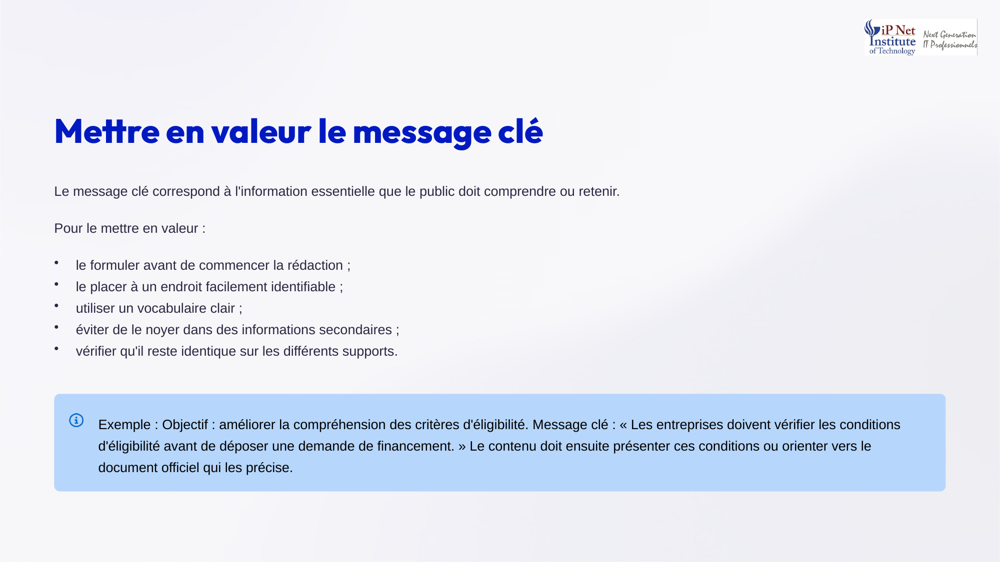 iP Net
Institute
of Technology
Next Generation
IT Professionnels
Mettre en valeur le message clé
Le message clé correspond à l'information essentielle que le public doit comprendre ou retenir.
Pour le mettre en valeur :
• le formuler avant de commencer la rédaction ;
• le placer à un endroit facilement identifiable ;
• utiliser un vocabulaire clair ;
• éviter de le noyer dans des informations secondaires ;
• vérifier qu'il reste identique sur les différents supports.
Exemple : Objectif : améliorer la compréhension des critères d'éligibilité. Message clé : « Les entreprises doivent vérifier les conditions
d'éligibilité avant de déposer une demande de financement. » Le contenu doit ensuite présenter ces conditions ou orienter vers le
document officiel qui les précise.